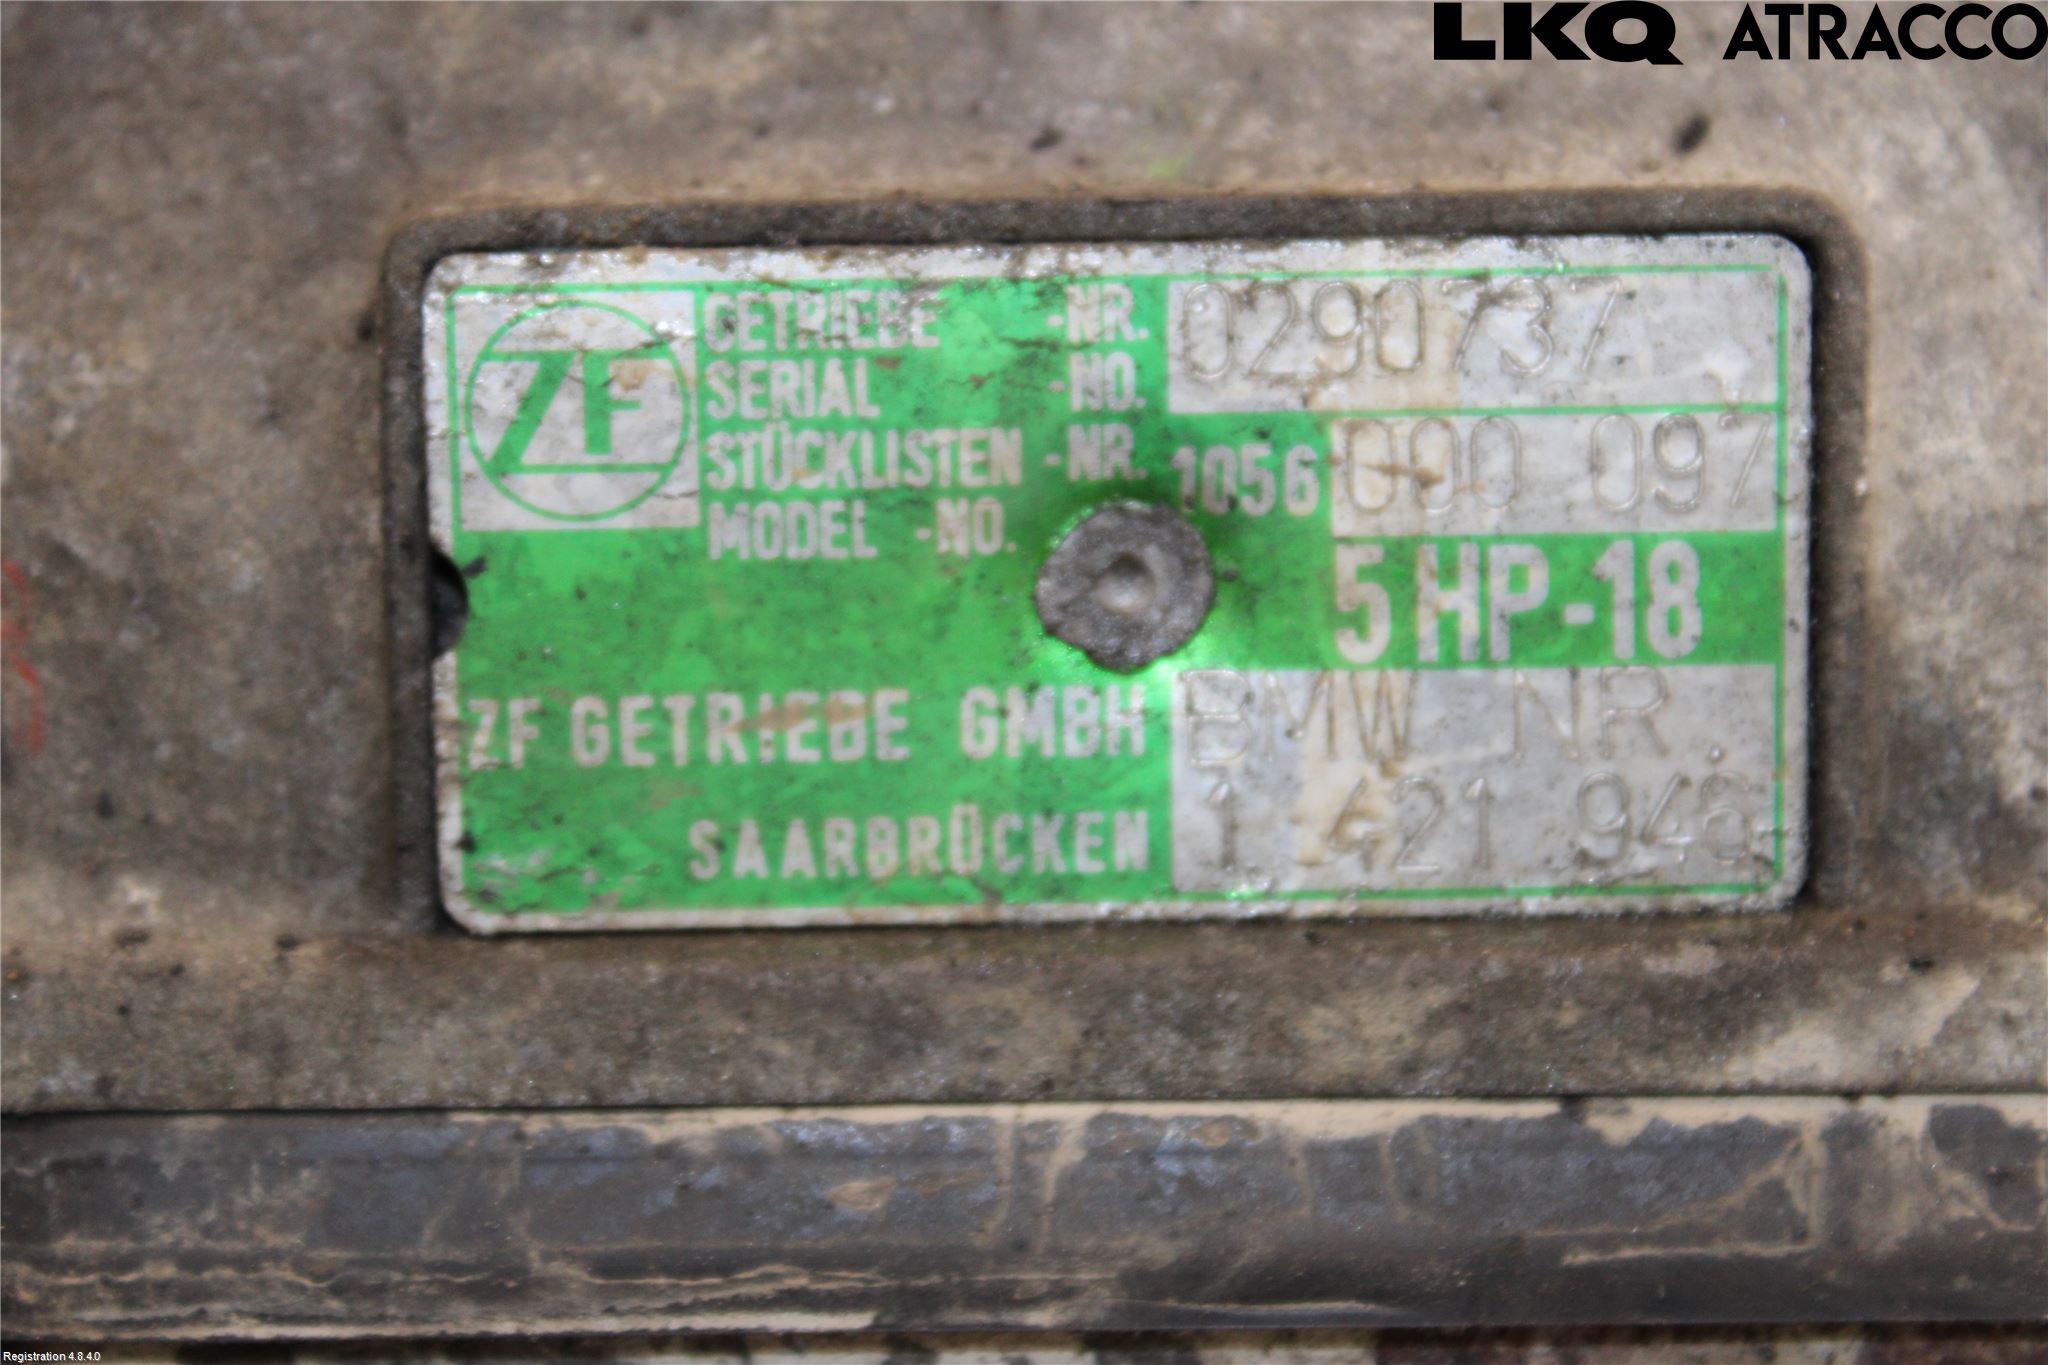 LKQ ATRACCO
ZF
GETRIEBE -NR. 0290737
SERIAL -NO.
STÜCKLISTEN -NR. 1056 000 097
MODEL -NO.
5 HP-18
ZF GETRIEBE GMBH BMW NR.
SAARBRÜCKEN 1 421 946
Registration 4.8.4.0